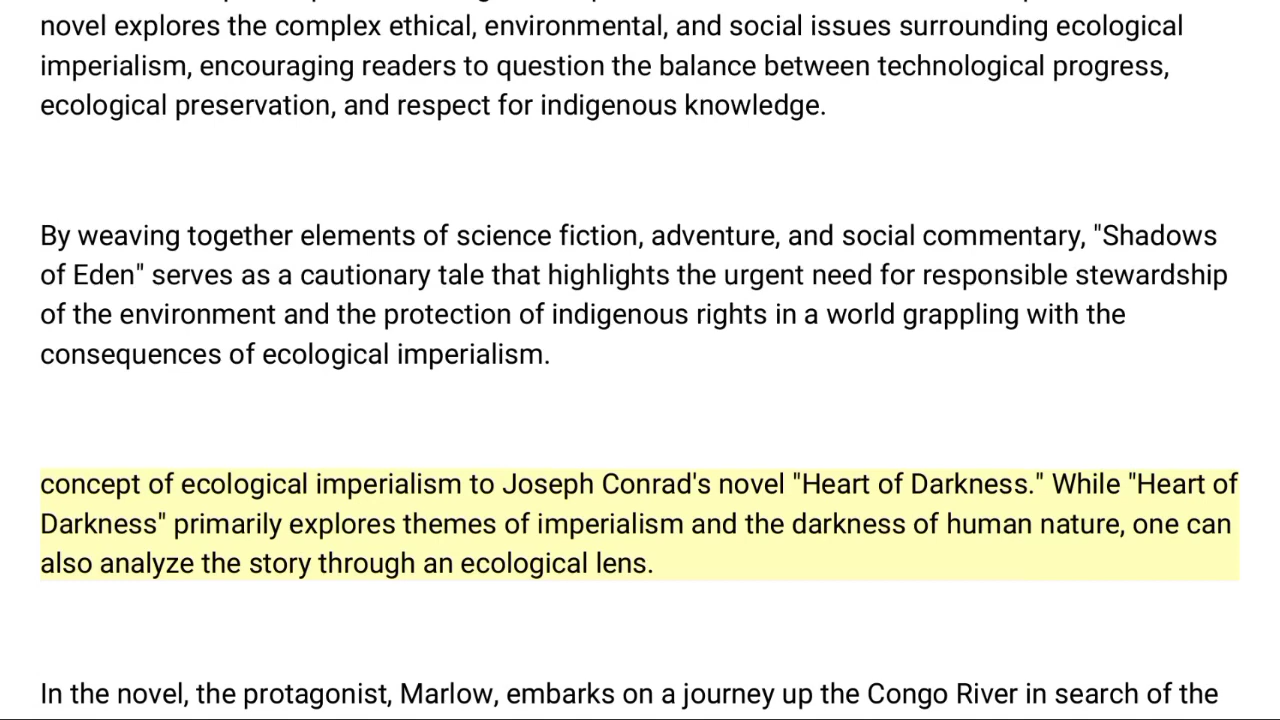 novel explores the complex ethical, environmental, and social issues surrounding ecological
imperialism, encouraging readers to question the balance between technological progress,
ecological preservation, and respect for indigenous knowledge.
By weaving together elements of science fiction, adventure, and social commentary, "Shadows
of Eden" serves as a cautionary tale that highlights the urgent need for responsible stewardship
of the environment and the protection of indigenous rights in a world grappling with the
consequences of ecological imperialism.
concept of ecological imperialism to Joseph Conrad's novel "Heart of Darkness." While "Heart of
Darkness" primarily explores themes of imperialism and the darkness of human nature, one can
also analyze the story through an ecological lens.
In the novel, the protagonist, Marlow, embarks on a journey up the Congo River in search of the